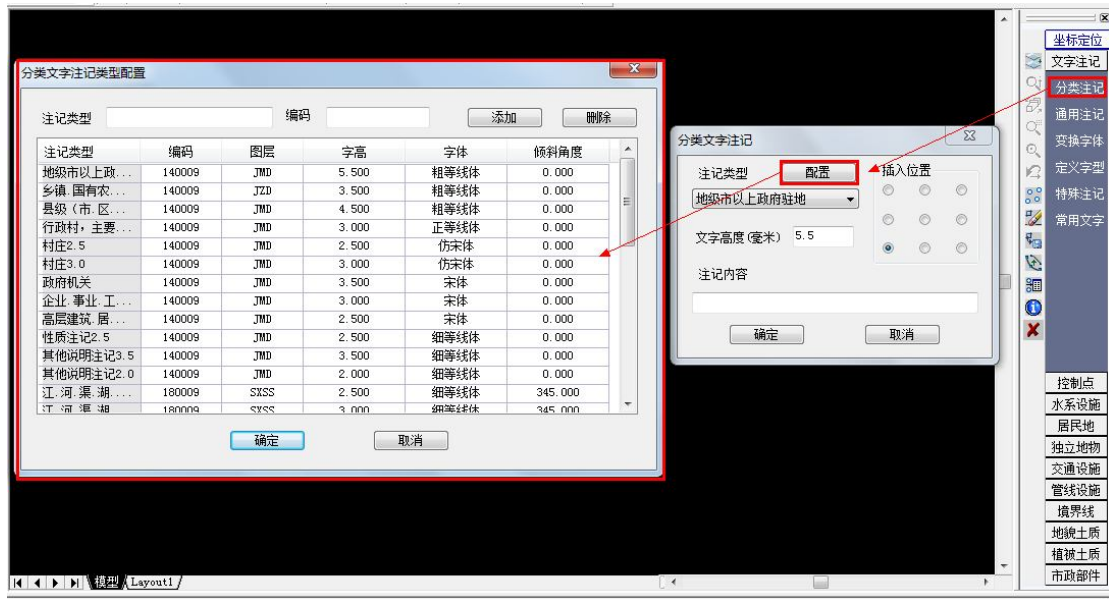 坐标定位
文字注记
分类注记
通用注记
变换字体
定义字型
特殊注记
常用文字
控制点
水系设施
居民地
独立地物
交通设施
管线设施
境界线
地貌土质
植被土质
市政部件
分类文字注记类型配置
注记类型 编码 添加 删除
注记类型 编码 图层 字高 字体 倾斜角度
地级市以上政... 140009 JMD 5.500 粗等线体 0.000
乡镇.国有农... 140009 JZD 3.500 粗等线体 0.000
县级（市.区... 140009 JMD 4.500 粗等线体 0.000
行政村，主要... 140009 JMD 3.000 正等线体 0.000
村庄2.5 140009 JMD 2.500 仿宋体 0.000
村庄3.0 140009 JMD 3.000 仿宋体 0.000
政府机关 140009 JMD 3.500 宋体 0.000
企业.事业.工... 140009 JMD 3.000 宋体 0.000
高层建筑.居... 140009 JMD 2.500 宋体 0.000
性质注记2.5 140009 JMD 2.500 细等线体 0.000
其他说明注记3.5 140009 JMD 3.500 细等线体 0.000
其他说明注记2.0 140009 JMD 2.000 细等线体 0.000
江.河.渠.湖.... 180009 SXSS 2.500 细等线体 345.000
江.河.渠.湖 180009 SXSS 3.000 细等线体 345.000
确定 取消
分类文字注记
注记类型 配置 插入位置
地级市以上政府驻地
文字高度(毫米) 5.5
注记内容
确定 取消
模型 Layout1